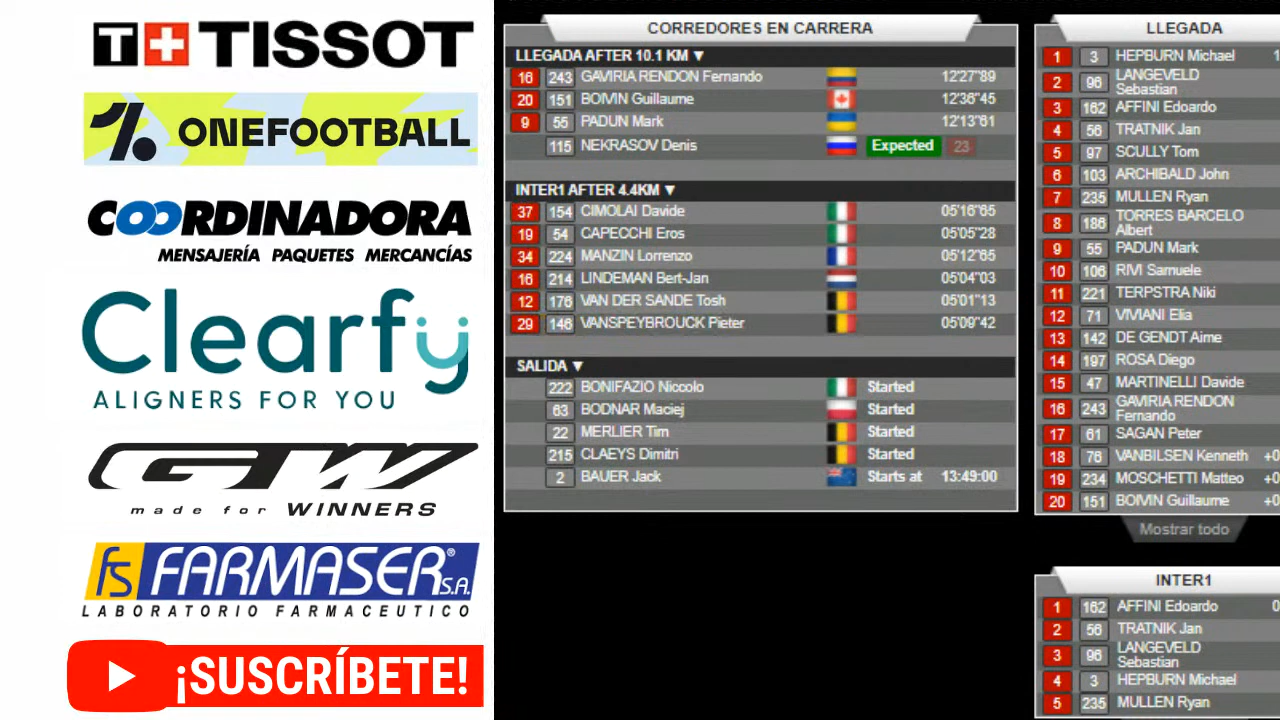 T+ TISSOT
1. ONEFOOTBALL
COORDINADORA
MENSAJERÍA PAQUETES MERCANCÍAS
Clearfy
ALIGNERS FOR YOU
GW
made for WINNERS
fs FARMASER® S.A.
LABORATORIO FARMACEUTICO
¡SUSCRÍBETE!
CORREDORES EN CARRERA
LLEGADA AFTER 10.1 KM ▼
16 243 GAVIRIA RENDON Fernando 12'27"89
20 151 BOIVIN Guillaume 12'36"45
9 55 PADUN Mark 12'13"61
115 NEKRASOV Denis Expected 23
INTER1 AFTER 4.4KM ▼
37 154 CIMOLAI Davide 05'16"65
19 54 CAPECCHI Eros 05'05"28
34 224 MANZIN Lorrenzo 05'12"65
16 214 LINDEMAN Bert-Jan 05'04"03
12 176 VAN DER SANDE Tosh 05'01"13
29 146 VANSPEYBROUCK Pieter 05'09"42
SALIDA ▼
222 BONIFAZIO Niccolo Started
63 BODNAR Maciej Started
22 MERLIER Tim Started
215 CLAEYS Dimitri Started
2 BAUER Jack Starts at 13:49:00
LLEGADA
1 3 HEPBURN Michael 1
2 96 LANGEVELD
Sebastian
3 162 AFFINI Edoardo
4 56 TRATNIK Jan
5 97 SCULLY Tom
6 103 ARCHIBALD John
7 235 MULLEN Ryan
8 186 TORRES BARCELO
Albert
9 55 PADUN Mark
10 106 RIVI Samuele
11 221 TERPSTRA Niki
12 71 VIVIANI Elia
13 142 DE GENDT Aime
14 197 ROSA Diego
15 47 MARTINELLI Davide
16 243 GAVIRIA RENDON
Fernando
17 61 SAGAN Peter
18 76 VANBILSEN Kenneth +0
19 234 MOSCHETTI Matteo +0
20 151 BOIVIN Guillaume +0
Mostrar todo
INTER1
1 162 AFFINI Edoardo 0
2 56 TRATNIK Jan
3 96 LANGEVELD
Sebastian
4 3 HEPBURN Michael
5 235 MULLEN Ryan